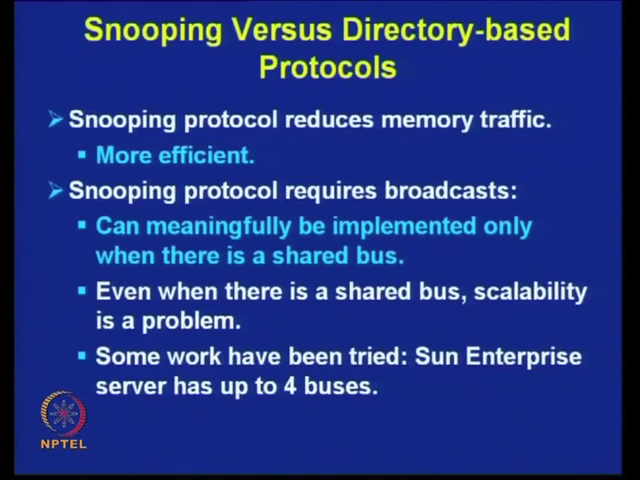 Snooping Versus Directory-based
Protocols
Snooping protocol reduces memory traffic.
More efficient.
Snooping protocol requires broadcasts:
Can meaningfully be implemented only
when there is a shared bus.
Even when there is a shared bus, scalability
is a problem.
Some work have been tried: Sun Enterprise
server has up to 4 buses.
NPTEL